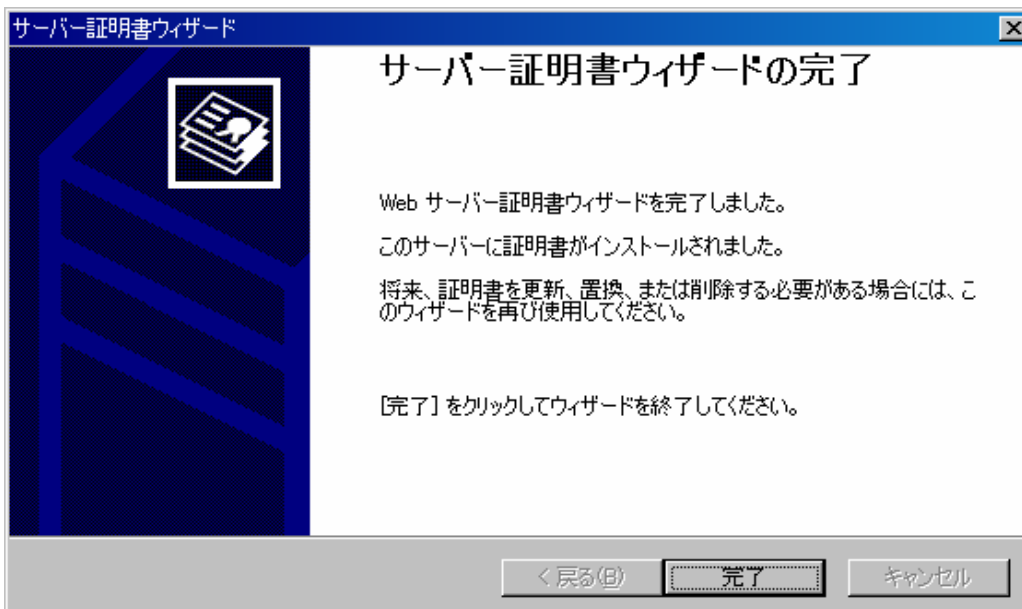 サーバー証明書ウィザード
サーバー証明書ウィザードの完了
Web サーバー証明書ウィザードを完了しました。
このサーバーに証明書がインストールされました。
将来、証明書を更新、置換、または削除する必要がある場合には、こ
のウィザードを再び使用してください。
[完了] をクリックしてウィザードを終了してください。
< 戻る(B)
完了
キャンセル